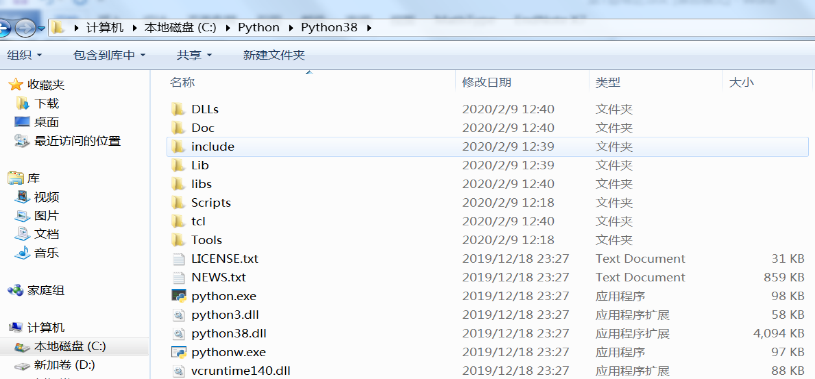 计算机 本地磁盘 (C:) Python Python38
组织 包含到库中 共享 新建文件夹
名称 修改日期 类型 大小
收藏夹
下载
桌面
最近访问的位置
库
视频
图片
文档
音乐
家庭组
计算机
本地磁盘 (C:)
新加卷 (D:)
DLLs 2020/2/9 12:40 文件夹
Doc 2020/2/9 12:40 文件夹
include 2020/2/9 12:39 文件夹
Lib 2020/2/9 12:39 文件夹
libs 2020/2/9 12:40 文件夹
Scripts 2020/2/9 12:18 文件夹
tcl 2020/2/9 12:40 文件夹
Tools 2020/2/9 12:18 文件夹
LICENSE.txt 2019/12/18 23:27 Text Document 31 KB
NEWS.txt 2019/12/18 23:27 Text Document 859 KB
python.exe 2019/12/18 23:27 应用程序 98 KB
python3.dll 2019/12/18 23:27 应用程序扩展 58 KB
python38.dll 2019/12/18 23:27 应用程序扩展 4,094 KB
pythonw.exe 2019/12/18 23:27 应用程序 97 KB
vcruntime140.dll 2019/12/18 23:27 应用程序扩展 88 KB